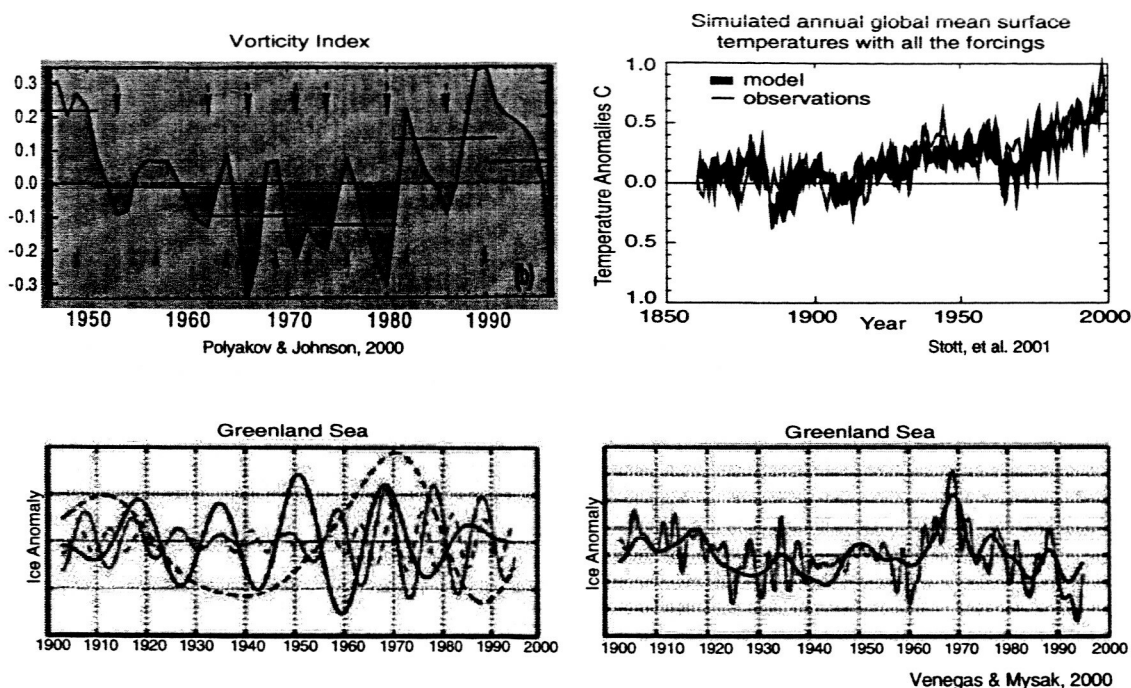 Vorticity Index
0.3
0.2
0.1
0.0
-0.1
-0.2
-0.3
1950 1960 1970 1980 1990
Polyakov & Johnson, 2000
Simulated annual global mean surface
temperatures with all the forcings
model
observations
Temperature Anomalies C
1.0
0.5
0.0
0.5
1.0
1850 1900 1950 2000
Year
Stott, et al. 2001
Greenland Sea
Ice Anomaly
1900 1910 1920 1930 1940 1950 1960 1970 1980 1990 2000
Greenland Sea
Ice Anomaly
1900 1910 1920 1930 1940 1950 1960 1970 1980 1990 2000
Venegas & Mysak, 2000